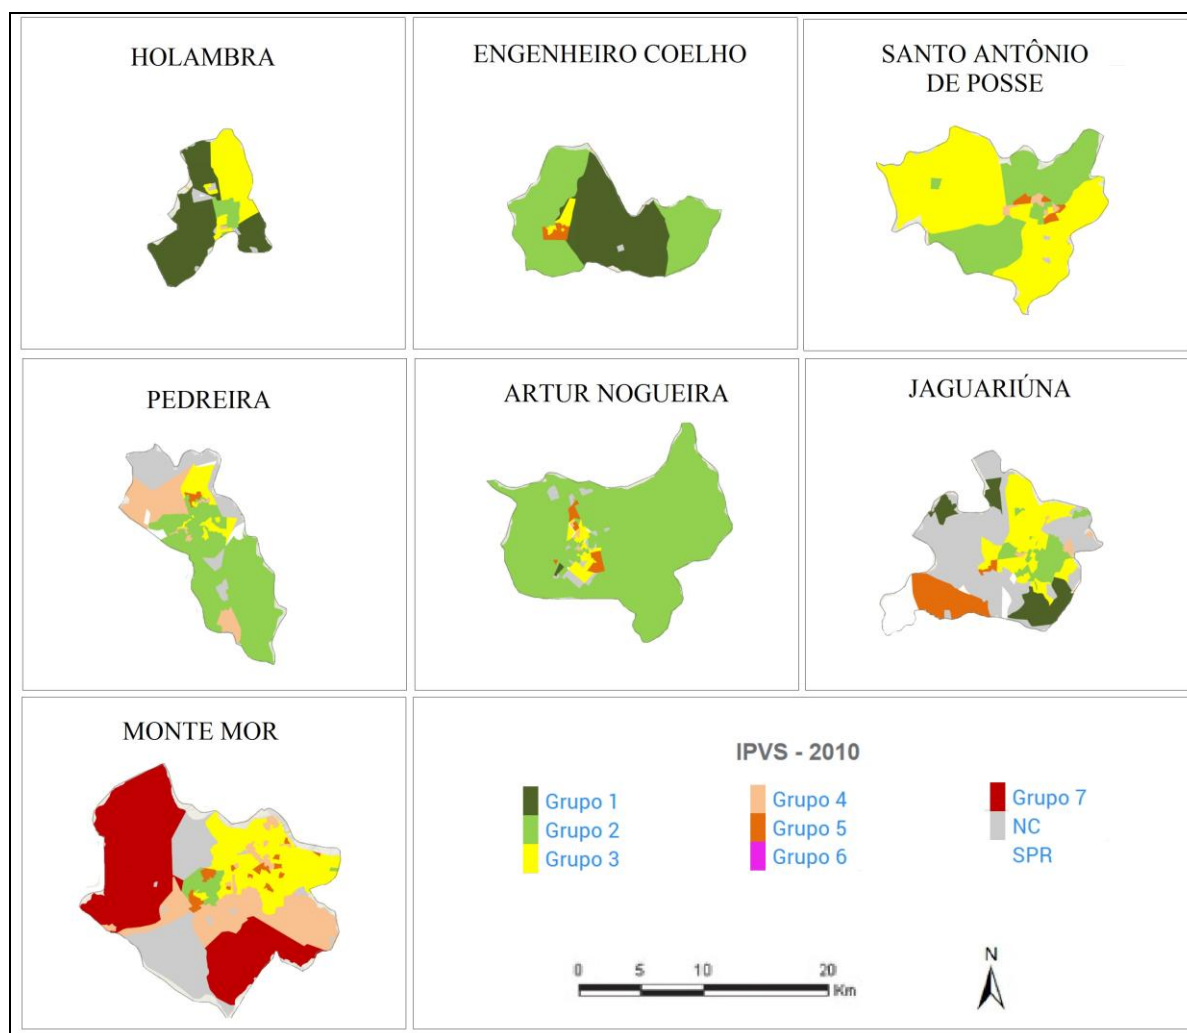 HOLAMBRA
ENGENHEIRO COELHO
SANTO ANTÔNIO
DE POSSE
PEDREIRA
ARTUR NOGUEIRA
JAGUARIÚNA
MONTE MOR
IPVS - 2010
Grupo 1
Grupo 2
Grupo 3
Grupo 4
Grupo 5
Grupo 6
Grupo 7
NC
SPR
0 5 10 20
Km
N